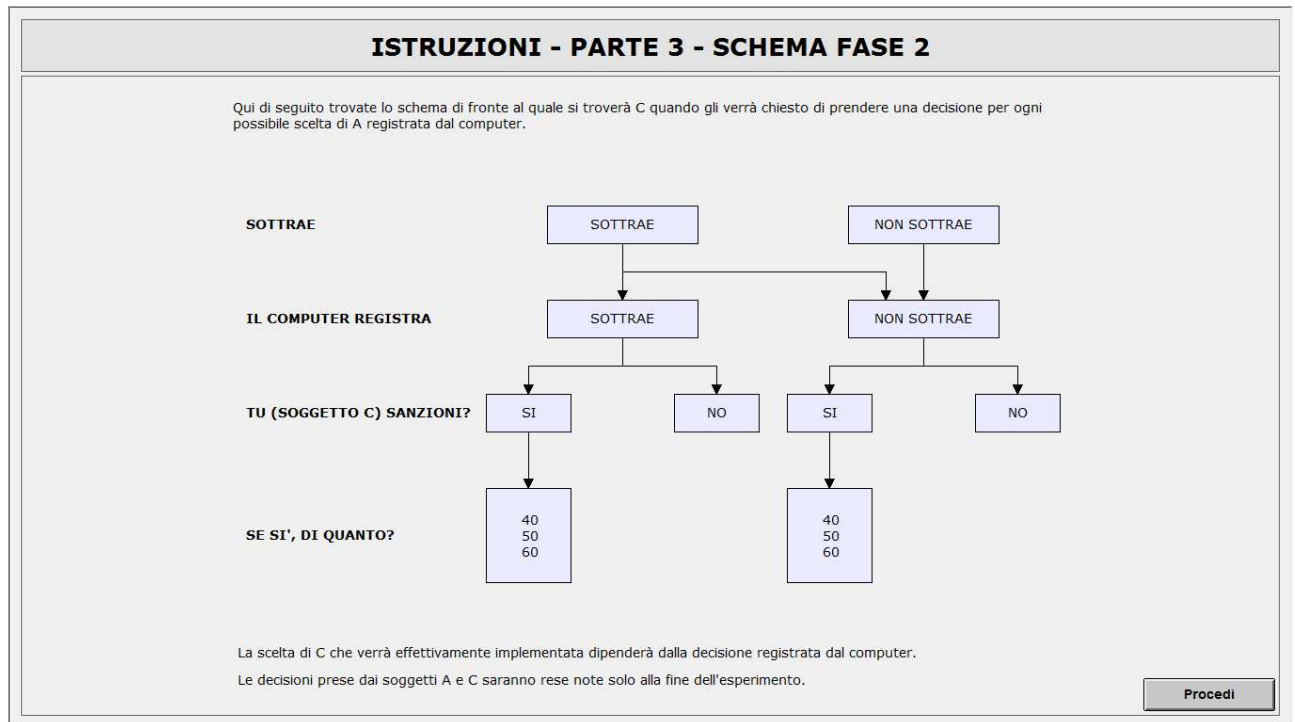 ISTRUZIONI - PARTE 3 - SCHEMA FASE 2
Qui di seguito trovate lo schema di fronte al quale si troverà C quando gli verrà chiesto di prendere una decisione per ogni
possibile scelta di A registrata dal computer.
SOTTRAE SOTTRAE NON SOTTRAE
IL COMPUTER REGISTRA SOTTRAE NON SOTTRAE
TU (SOGGETTO C) SANZIONI? SI NO SI NO
40 40
SE SI', DI QUANTO? 50 50
60 60
La scelta di C che verrà effettivamente implementata dipenderà dalla decisione registrata dal computer.
Le decisioni prese dai soggetti A e C saranno rese note solo alla fine dell'esperimento.
Procedi